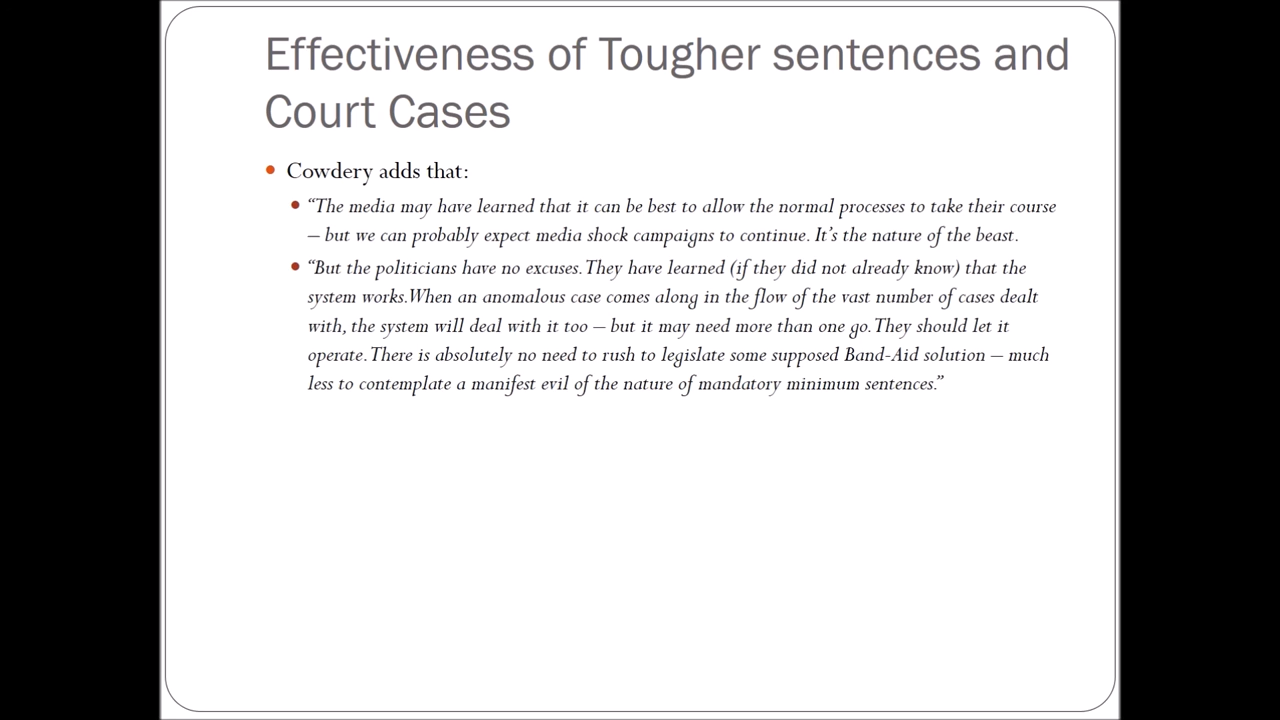 Effectiveness of Tougher sentences and
Court Cases
Cowdery adds that:
“The media may have learned that it can be best to allow the normal processes to take their course
– but we can probably expect media shock campaigns to continue. It’s the nature of the beast.
“But the politicians have no excuses. They have learned (if they did not already know) that the
system works. When an anomalous case comes along in the flow of the vast number of cases dealt
with, the system will deal with it too – but it may need more than one go. They should let it
operate. There is absolutely no need to rush to legislate some supposed Band-Aid solution – much
less to contemplate a manifest evil of the nature of mandatory minimum sentences.”